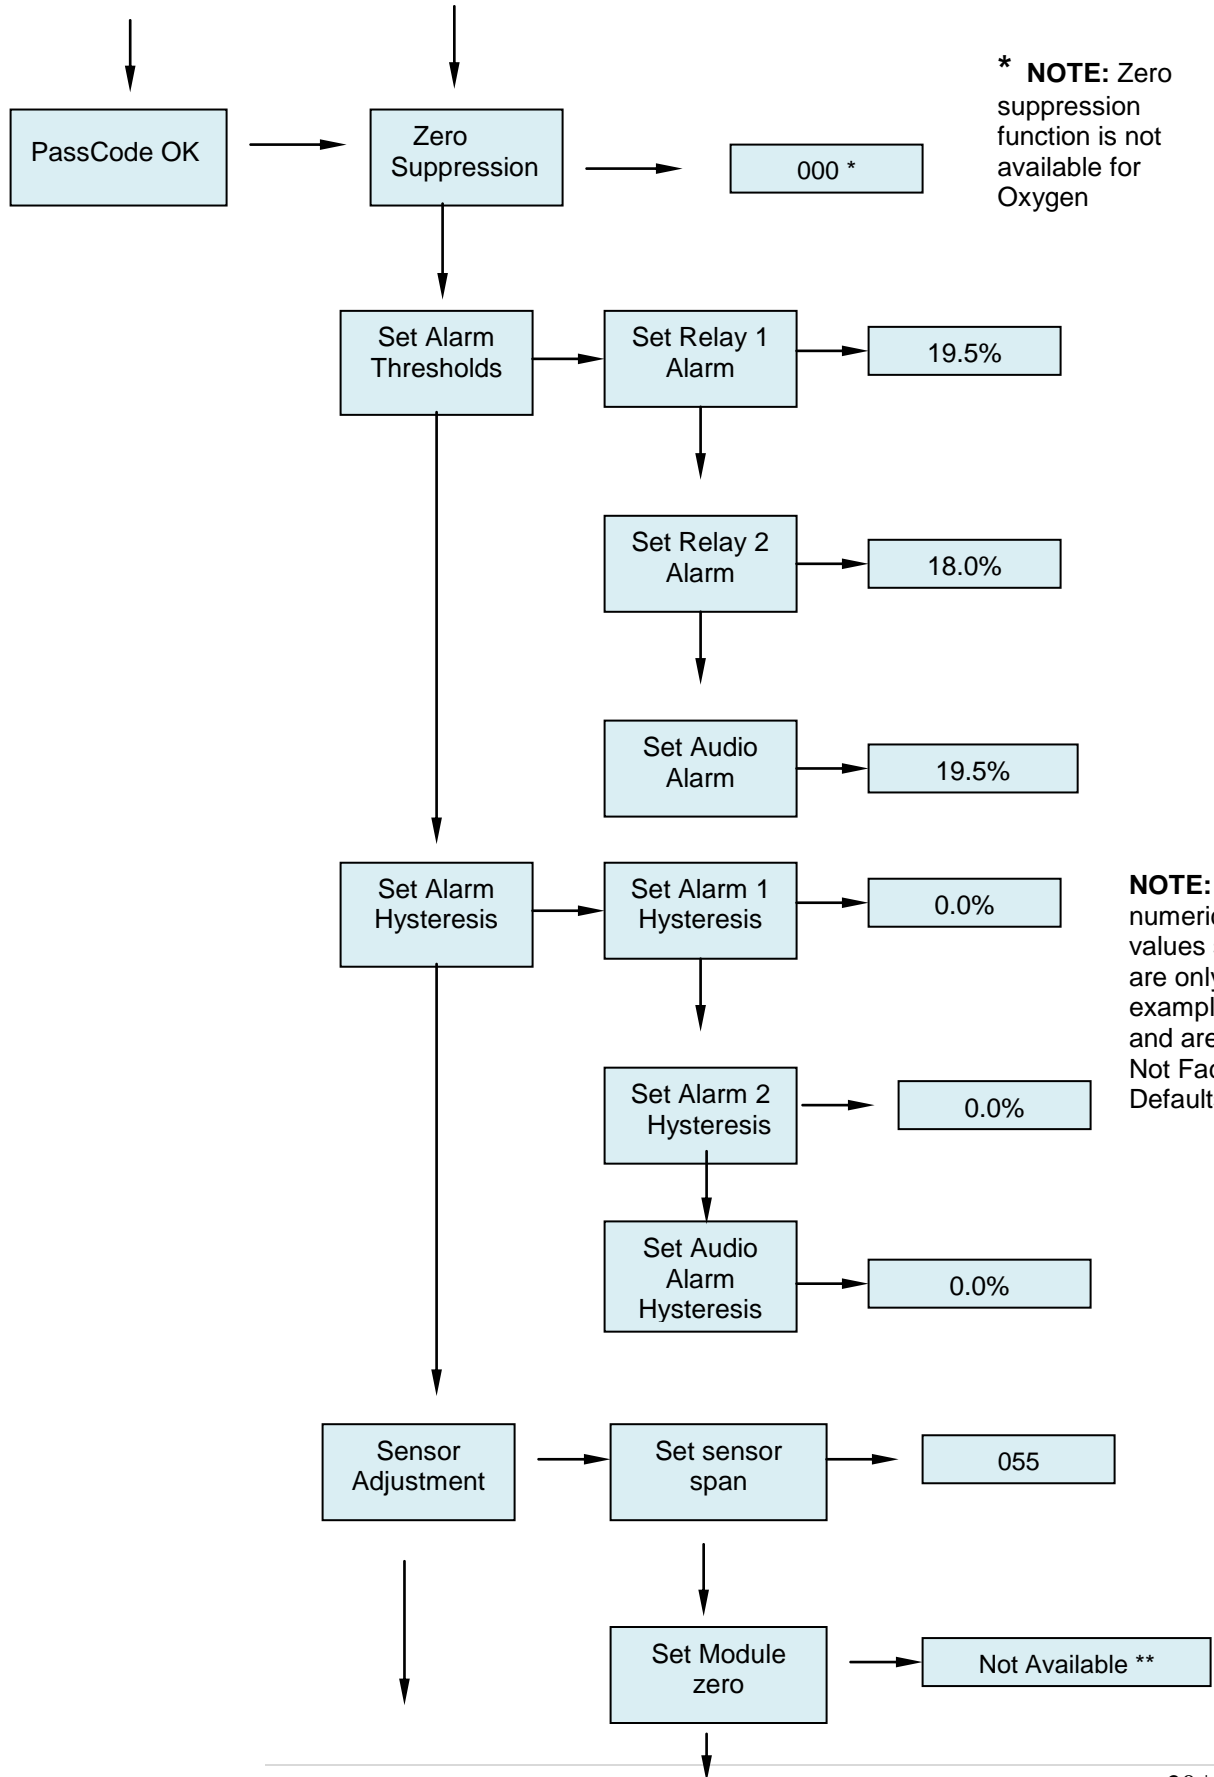 * NOTE: Zero
suppression
function is not
available for
Oxygen
PassCode OK
Zero
Suppression
000 *
Set Alarm
Thresholds
Set Relay 1
Alarm
19.5%
Set Relay 2
Alarm
18.0%
Set Audio
Alarm
19.5%
Set Alarm
Hysteresis
Set Alarm 1
Hysteresis
0.0%
NOTE:
values
and are
Not
Default
Set Alarm 2
Hysteresis
0.0%
Set Audio
Alarm
Hysteresis
0.0%
Sensor
Adjustment
Set sensor
span
055
Set Module
zero
Not Available **